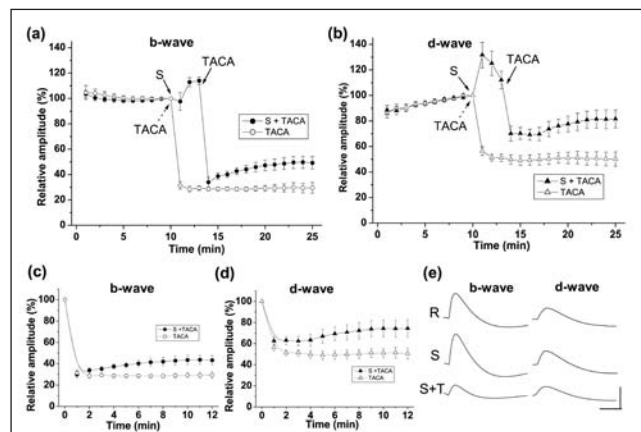 (a)
b-wave
S
TACA
TACA
S + TACA
TACA
Relative amplitude (%)
140
120
100
80
60
40
20
0
0 5 10 15 20 25
Time (min)
(b)
d-wave
S
TACA
TACA
S + TACA
TACA
Relative amplitude (%)
140
120
100
80
60
40
20
0
0 5 10 15 20 25
Time (min)
(c)
b-wave
S +TACA
TACA
Relative amplitude (%)
100
80
60
40
20
0
0 2 4 6 8 10 12
Time (min)
(d)
d-wave
S +TACA
TACA
Relative amplitude (%)
100
80
60
40
20
0
0 2 4 6 8 10 12
Time (min)
(e)
b-wave d-wave
R
S
S+T